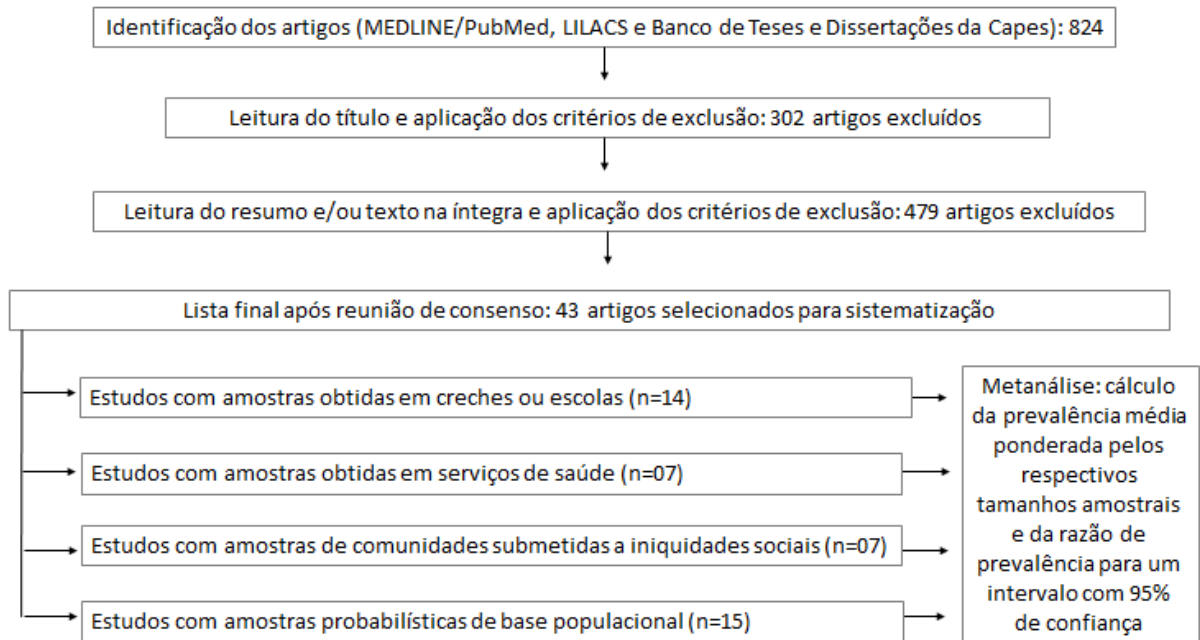 Identificação dos artigos (MEDLINE/PubMed, LILACS e Banco de Teses e Dissertações da Capes): 824
Leitura do título e aplicação dos critérios de exclusão: 302 artigos excluídos
Leitura do resumo e/ou texto na íntegra e aplicação dos critérios de exclusão: 479 artigos excluídos
Lista final após reunião de consenso: 43 artigos selecionados para sistematização
Estudos com amostras obtidas em creches ou escolas (n=14)
Estudos com amostras obtidas em serviços de saúde (n=07)
Estudos com amostras de comunidades submetidas a iniquidades sociais (n=07)
Estudos com amostras probabilísticas de base populacional (n=15)
Metanálise: cálculo
da prevalência média
ponderada pelos
respectivos
tamanhos amostrais
e da razão de
prevalência para um
intervalo com 95%
de confiança